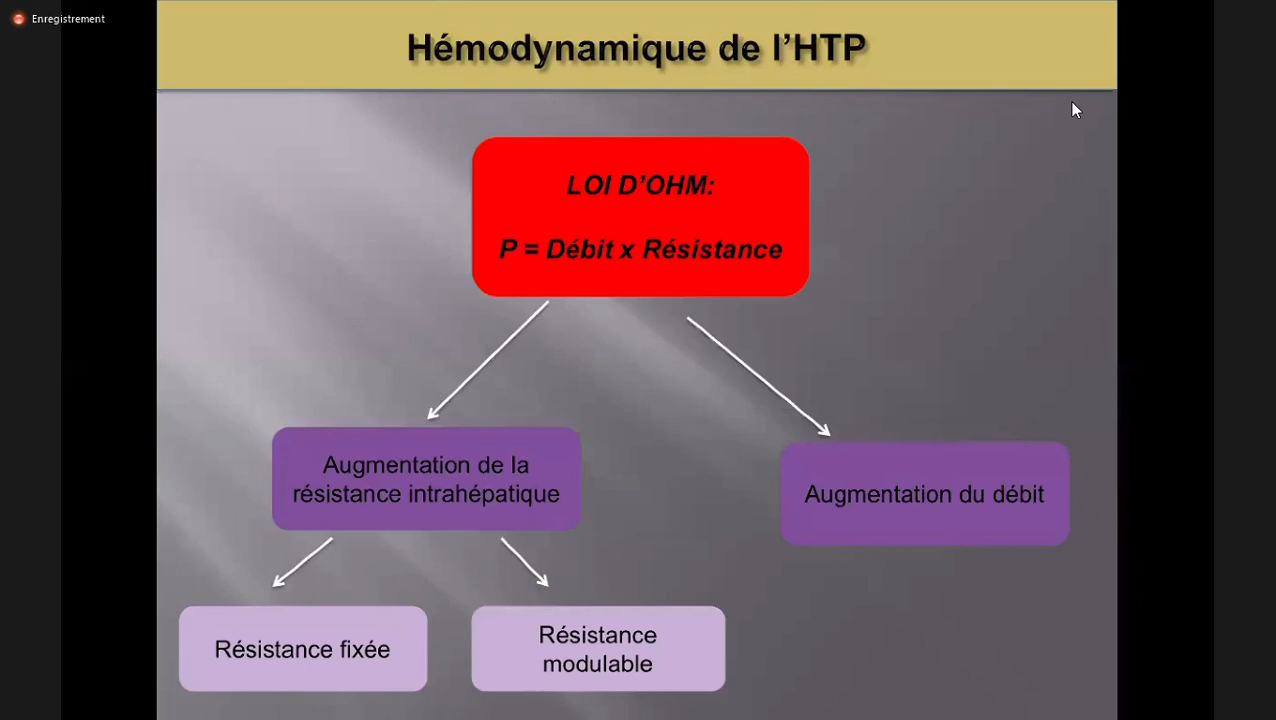 Enregistrement
Hémodynamique de l’HTP
LOI D’OHM:
P = Débit x Résistance
Augmentation de la
résistance intrahépatique
Augmentation du débit
Résistance fixée
Résistance
modulable